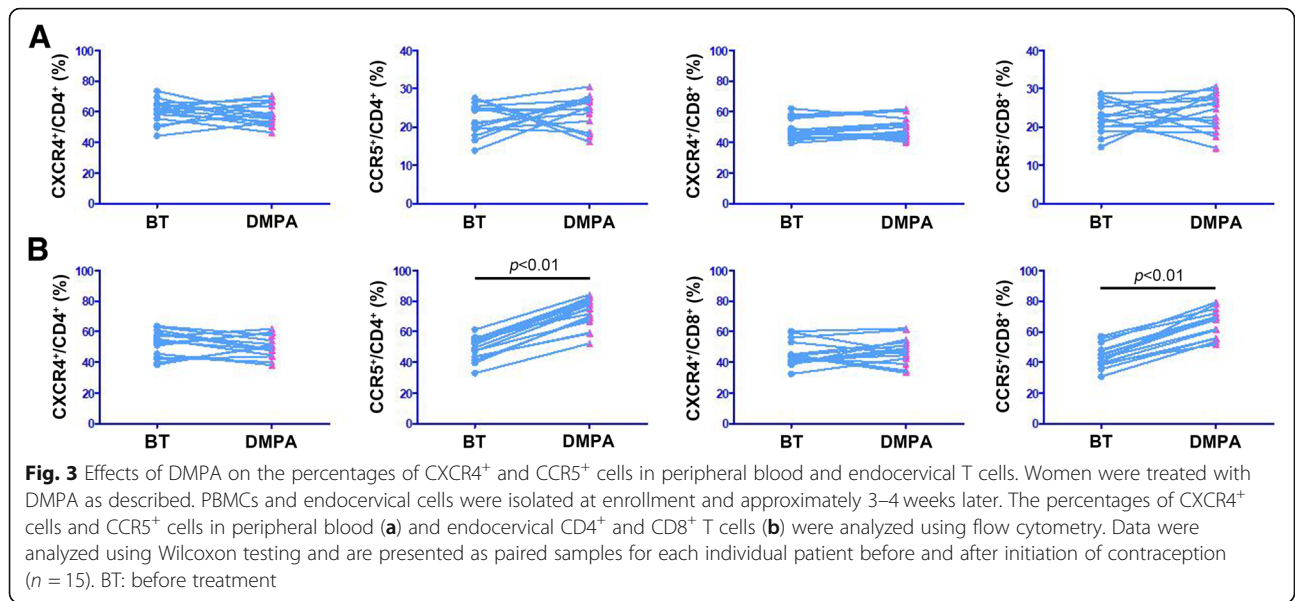 A
CXCR4⁺/CD4⁺ (%)
100
80
60
40
20
0
BT DMPA
CCR5⁺/CD4⁺ (%)
40
30
20
10
0
BT DMPA
CXCR4⁺/CD8⁺ (%)
100
80
60
40
20
0
BT DMPA
CCR5⁺/CD8⁺ (%)
40
30
20
10
0
BT DMPA
B
CXCR4⁺/CD4⁺ (%)
100
80
60
40
20
0
BT DMPA
CCR5⁺/CD4⁺ (%)
100
80
60
40
20
0
p<0.01
BT DMPA
CXCR4⁺/CD8⁺ (%)
100
80
60
40
20
0
BT DMPA
CCR5⁺/CD8⁺ (%)
100
80
60
40
20
0
p<0.01
BT DMPA
Fig. 3 Effects of DMPA on the percentages of CXCR4⁺ and CCR5⁺ cells in peripheral blood and endocervical T cells. Women were treated with
DMPA as described. PBMCs and endocervical cells were isolated at enrollment and approximately 3–4 weeks later. The percentages of CXCR4⁺
cells and CCR5⁺ cells in peripheral blood (a) and endocervical CD4⁺ and CD8⁺ T cells (b) were analyzed using flow cytometry. Data were
analyzed using Wilcoxon testing and are presented as paired samples for each individual patient before and after initiation of contraception
(n = 15). BT: before treatment